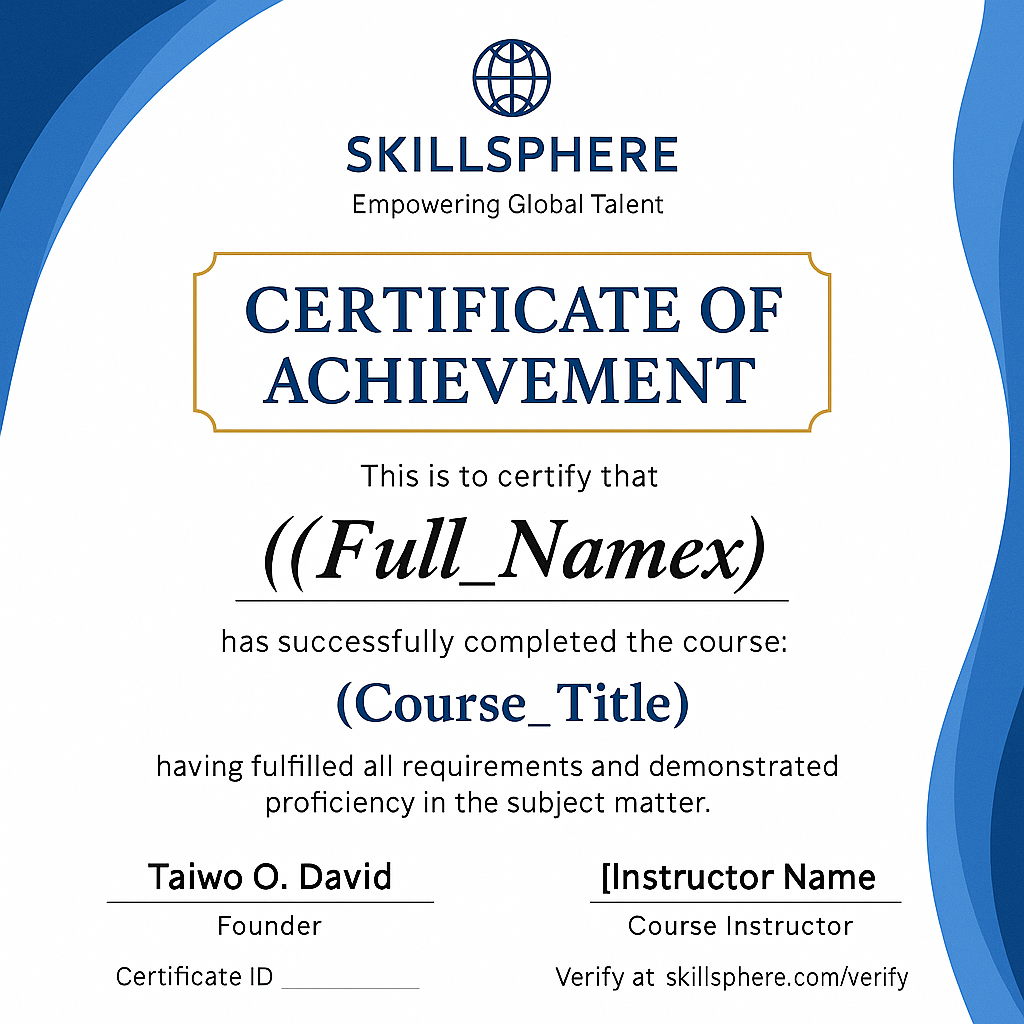 SKILLSPHERE
Empowering Global Talent
CERTIFICATE OF
ACHIEVEMENT
This is to certify that
((Full_Namex)
has successfully completed the course:
(Course_Title)
having fulfilled all requirements and demonstrated
proficiency in the subject matter.
Taiwo O. David
Founder
[Instructor Name
Course Instructor
Certificate ID ____________
Verify at skillsphere.com/verify